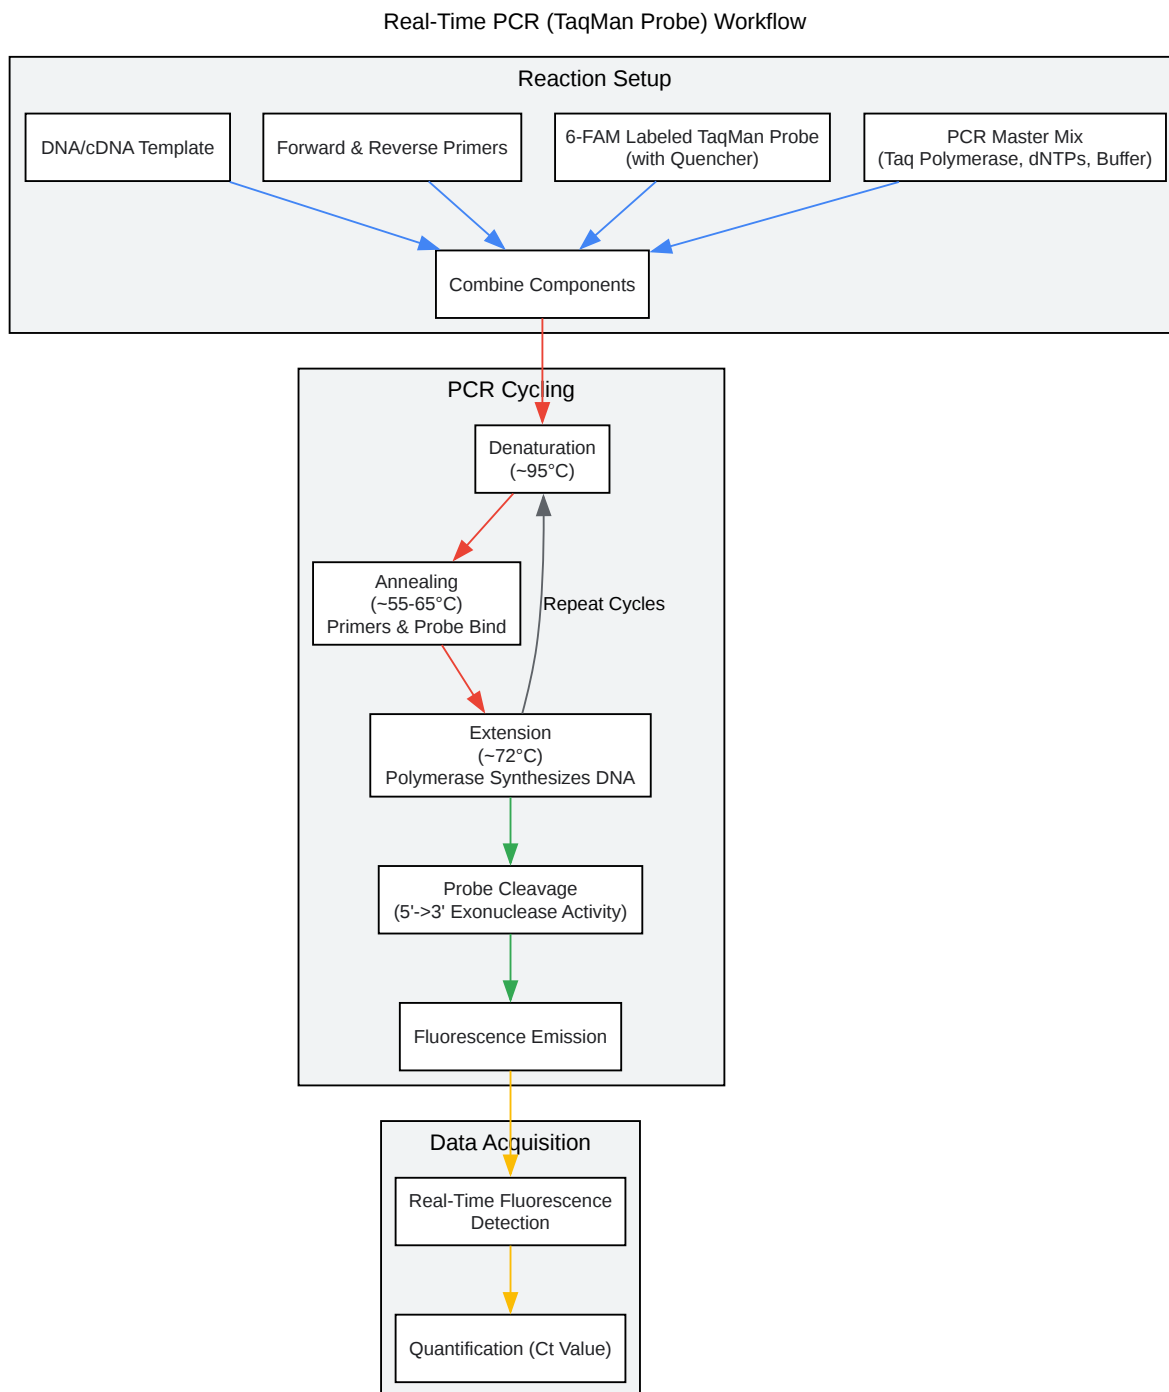 Real-Time PCR (TaqMan Probe) Workflow
Reaction Setup
DNA/cDNA Template
Forward & Reverse Primers
6-FAM Labeled TaqMan Probe
(with Quencher)
PCR Master Mix
(Taq Polymerase, dNTPs, Buffer)
Combine Components
PCR Cycling
Denaturation
(~95°C)
Annealing
(~55-65°C)
Primers & Probe Bind
Repeat Cycles
Extension
(~72°C)
Polymerase Synthesizes DNA
Probe Cleavage
(5'->3' Exonuclease Activity)
Fluorescence Emission
Data Acquisition
Real-Time Fluorescence
Detection
Quantification (Ct Value)